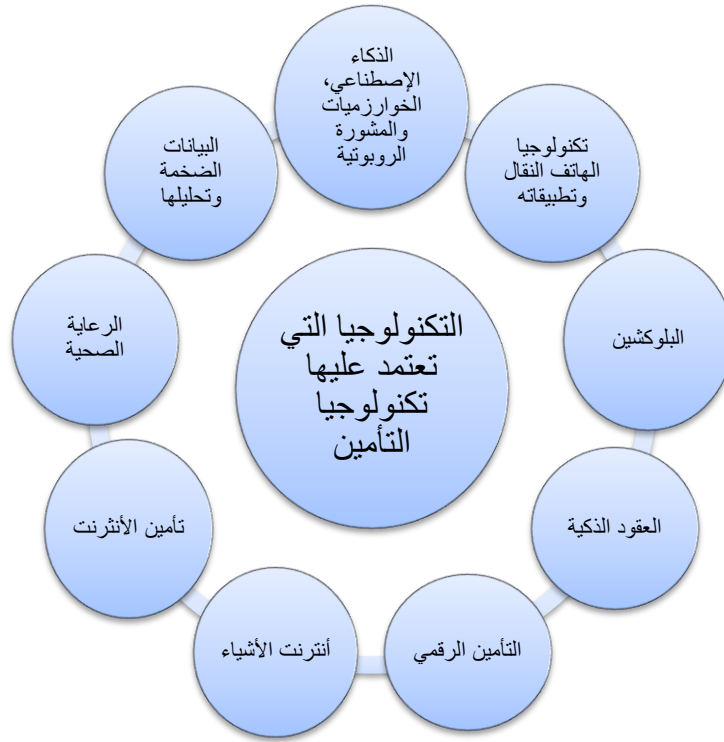 الذكاء
الإصطناعي،
الخوارزميات
والمشورة
الروبوتية
تكنولوجيا
الهاتف النقال
وتطبيقاته
البلوكشين
العقود الذكية
التأمين الرقمي
أنترنت الأشياء
تأمين الأنثرنت
الرعاية
الصحية
البيانات
الضخمة
وتحليلها
التكنولوجيا التي
تعتمد عليها
تكنولوجيا
التأمين